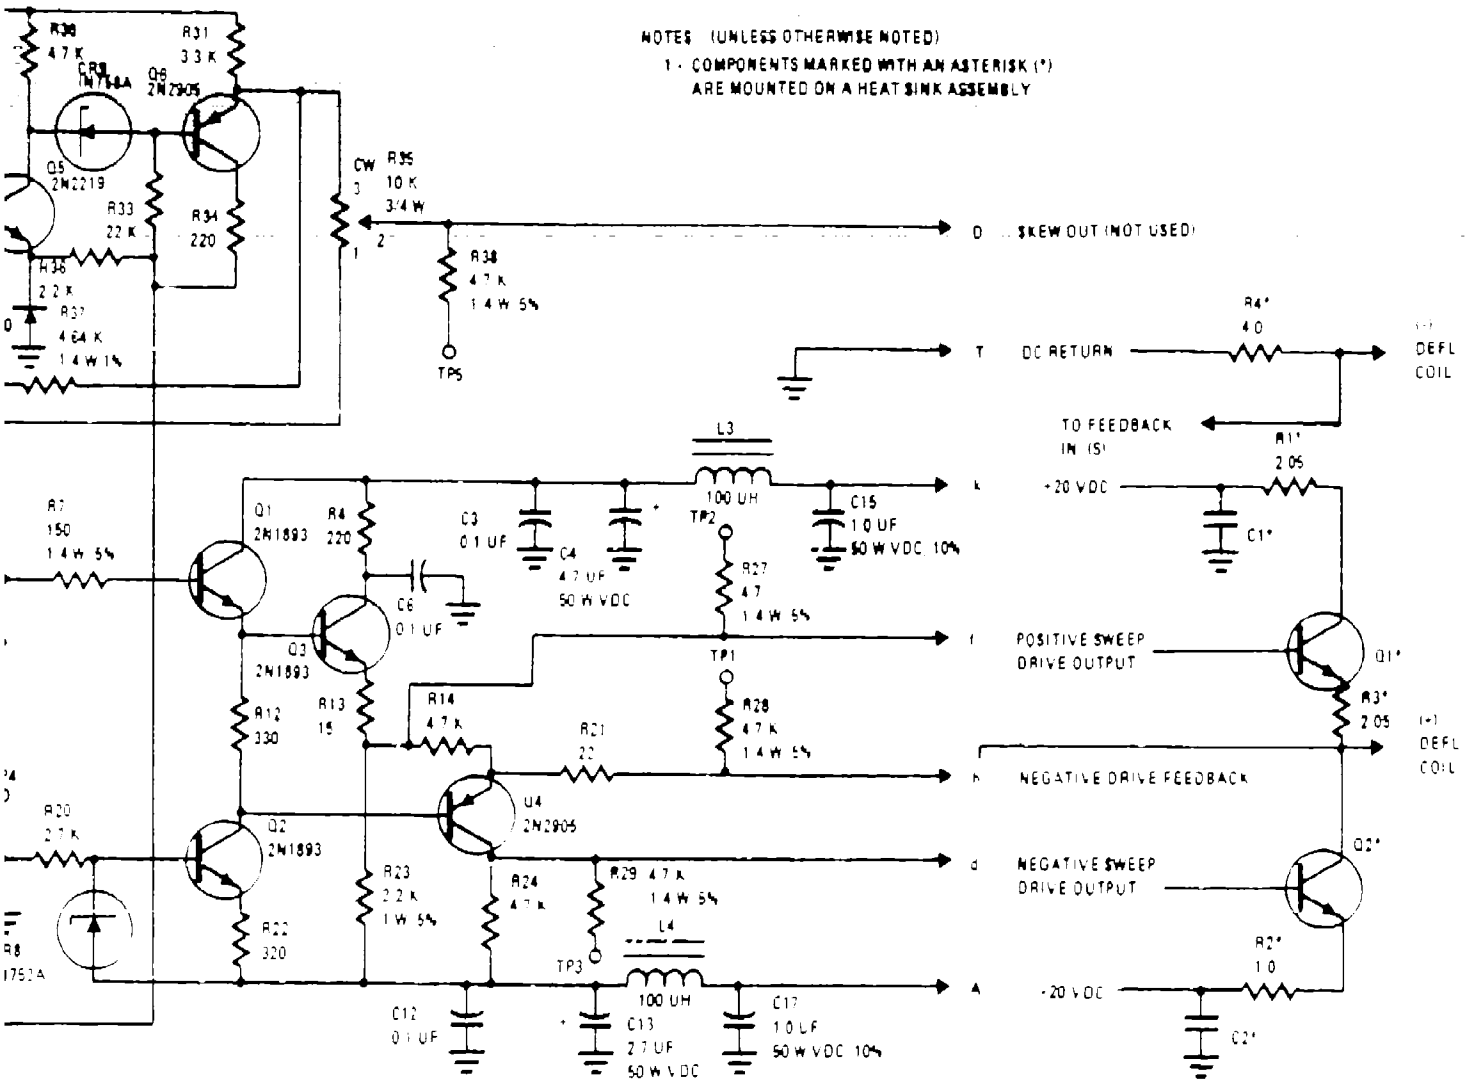 NOTES (UNLESS OTHERWISE NOTED)
1 - COMPONENTS MARKED WITH AN ASTERISK (*)
ARE MOUNTED ON A HEAT SINK ASSEMBLY
R31
3.3 K
4.7 K
Q6
2N2905
Q5
2N2219
R33
22 K
R34
220
R36
2.2 K
R37
4.64 K
1 4 W 1%
CW
3
2
1
R35
10 K
3/4 W
R38
4.7 K
1 4 W 5%
TP5
D SKEW OUT (NOT USED)
T DC RETURN
R4*
4.0
(-)
DEFL
COIL
TO FEEDBACK
IN (S)
R1*
2.05
L3
100 UH
k +20 VDC
C1*
R7
150
1 4 W 5%
Q1
2N1893
R4
220
C3
0.1 UF
C4
4.7 UF
50 W VDC
+
TP2
C15
1.0 UF
50 W VDC, 10%
R27
4.7
1 4 W 5%
C6
0.1 UF
Q3
2N1893
f POSITIVE SWEEP
DRIVE OUTPUT
Q1*
R3*
2.05
(+)
DEFL
COIL
TP1
R28
4.7 K
1 4 W 5%
R12
330
R13
15
R14
4.7 K
R21
22
h NEGATIVE DRIVE FEEDBACK
2N2905
R20
2.7 K
Q2
2N1893
d NEGATIVE SWEEP
DRIVE OUTPUT
Q2*
R23
2.2 K
1 W 5%
R24
4.7 K
R29 4.7 K
1 4 W 5%
R22
320
TP3
L4
100 UH
R2*
1.0
A -20 VDC
C2*
C12
0.1 UF
+
C13
2.7 UF
50 W VDC
C17
1.0 UF
50 W VDC, 10%
R8
1752A